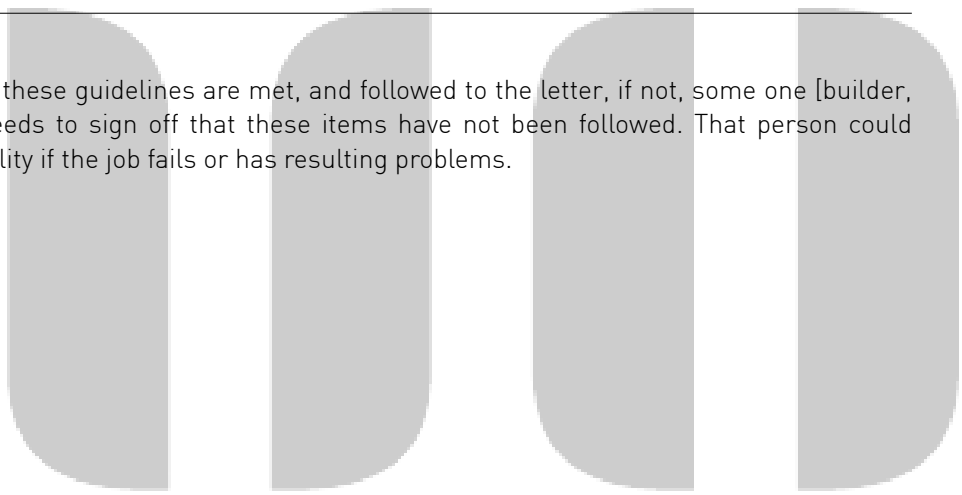 these guidelines are met, and followed to the letter, if not, some one [builder,
eeds to sign off that these items have not been followed. That person could
lity if the job fails or has resulting problems.